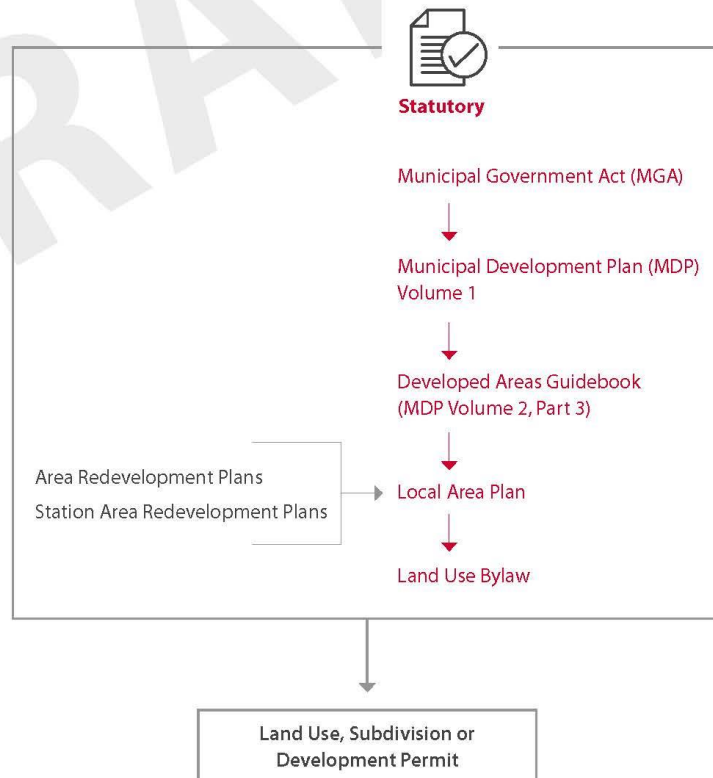 Statutory
Municipal Government Act (MGA)
Municipal Development Plan (MDP)
Volume 1
Developed Areas Guidebook
(MDP Volume 2, Part 3)
Area Redevelopment Plans
Station Area Redevelopment Plans
Local Area Plan
Land Use Bylaw
Land Use, Subdivision or
Development Permit